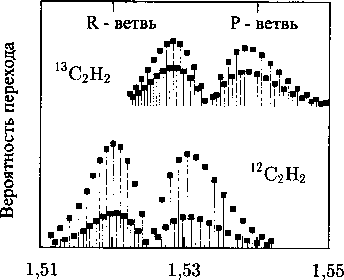 R - ветвь P - ветвь
¹³C₂H₂
¹²C₂H₂
Вероятность перехода
1,51 1,53 1,55